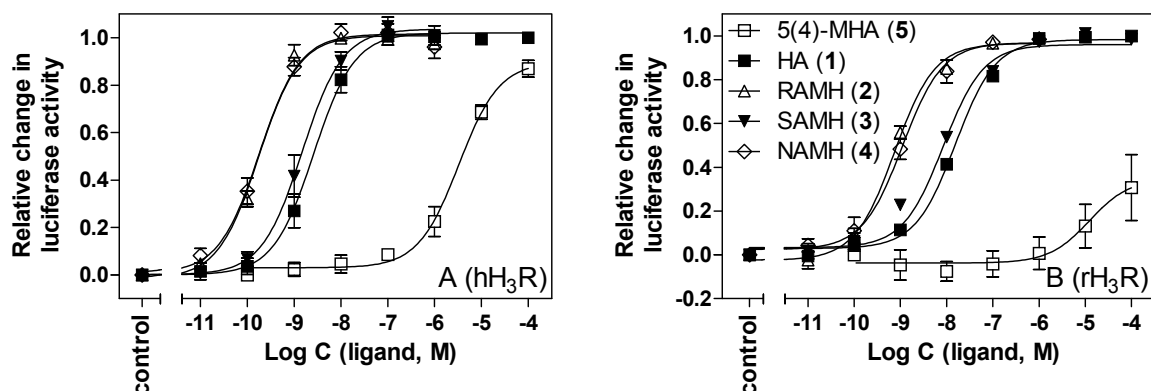 Relative change in
luciferase activity
1.0
0.8
0.6
0.4
0.2
0.0
A (hH₃R)
control
-11 -10 -9 -8 -7 -6 -5 -4
Log C (ligand, M)
Relative change in
luciferase activity
1.0
0.8
0.6
0.4
0.2
0.0
-0.2
5(4)-MHA (5)
HA (1)
RAMH (2)
SAMH (3)
NAMH (4)
B (rH₃R)
control
-11 -10 -9 -8 -7 -6 -5 -4
Log C (ligand, M)